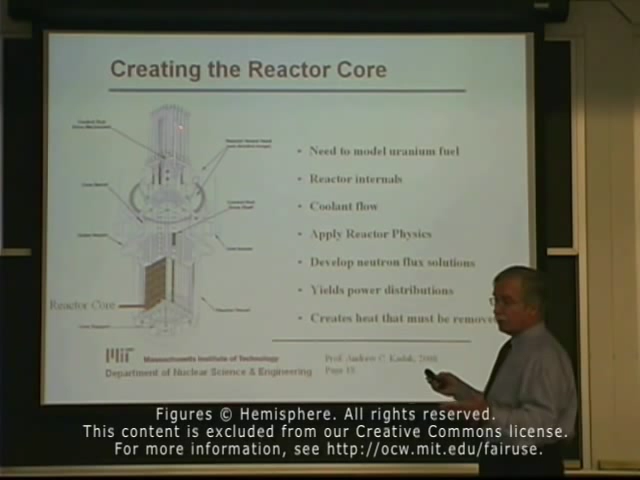 Creating the Reactor Core
• Need to model uranium fuel
• Reactor internals
• Coolant flow
• Apply Reactor Physics
• Develop neutron flux solutions
• Yields power distributions
• Creates heat that must be remove
Reactor Core
MIT Massachusetts Institute of Technology
Department of Nuclear Science & Engineering
Prof. Andrew C. Kadak, 2008
Page 18
Figures © Hemisphere. All rights reserved.
This content is excluded from our Creative Commons license.
For more information, see http://ocw.mit.edu/fairuse.